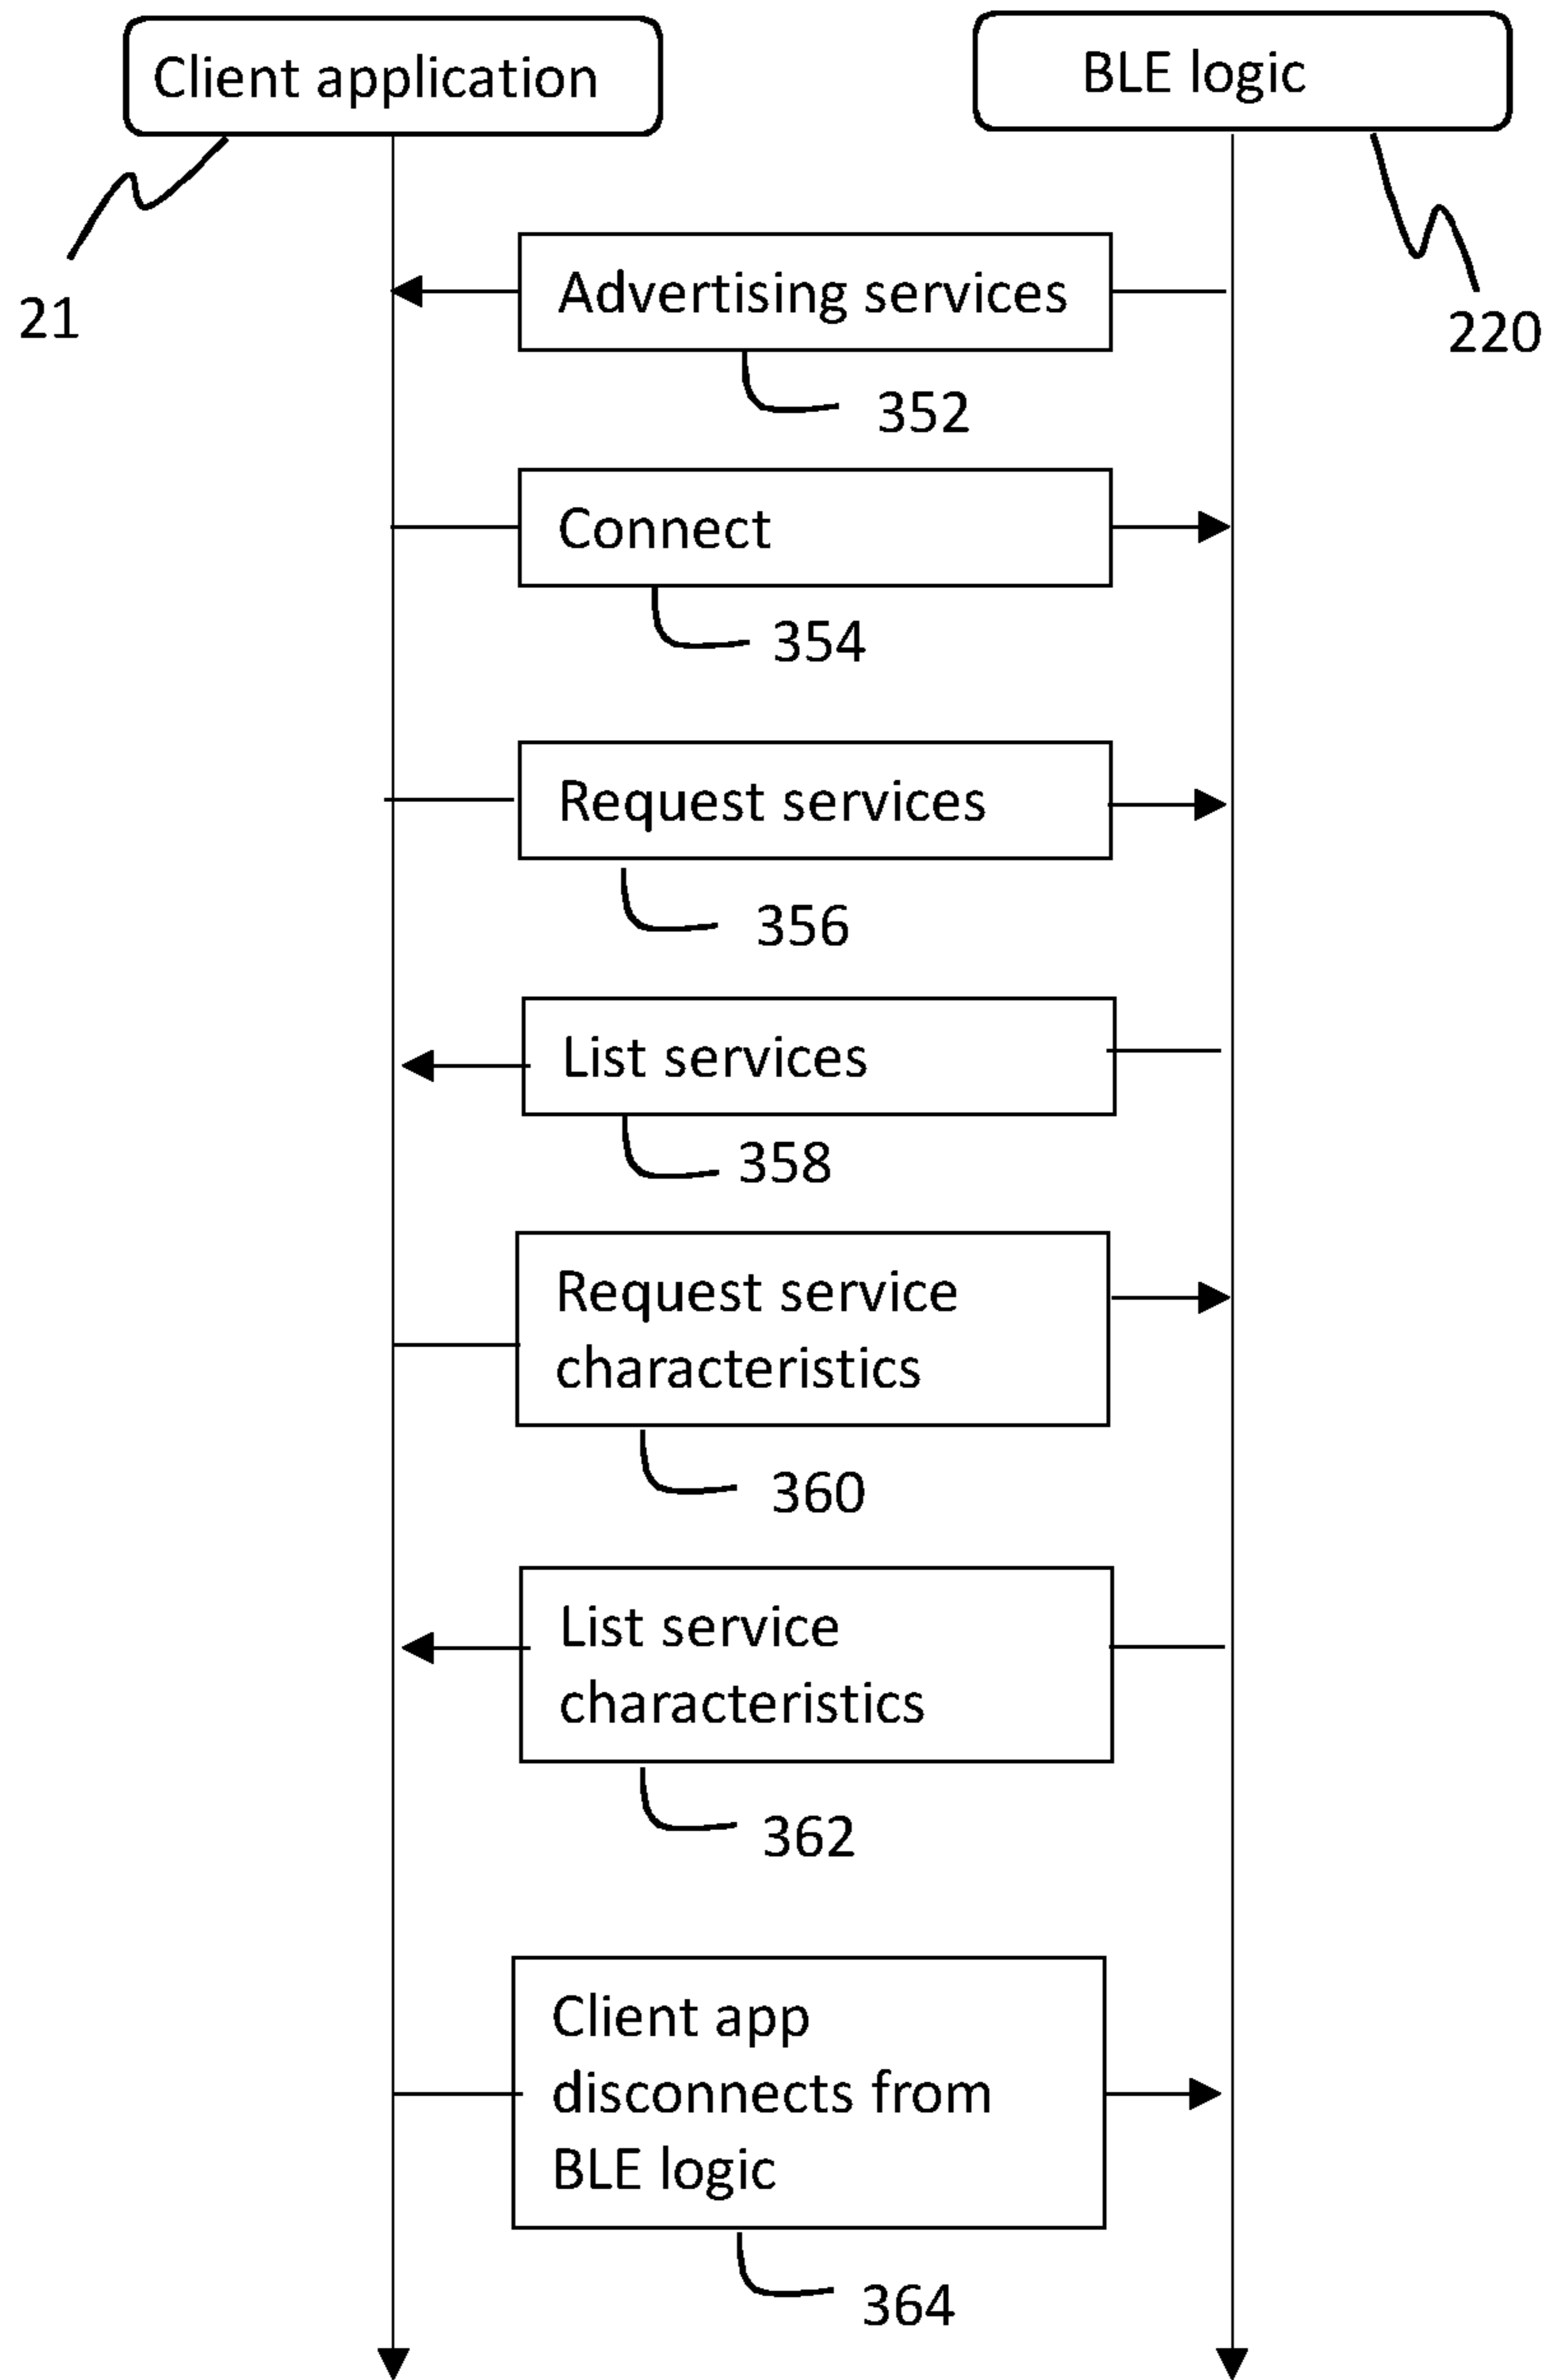 Client application
BLE logic
21
220
Advertising services
352
Connect
354
Request services
356
List services
358
Request service
characteristics
360
List service
characteristics
362
Client app
disconnects from
BLE logic
364